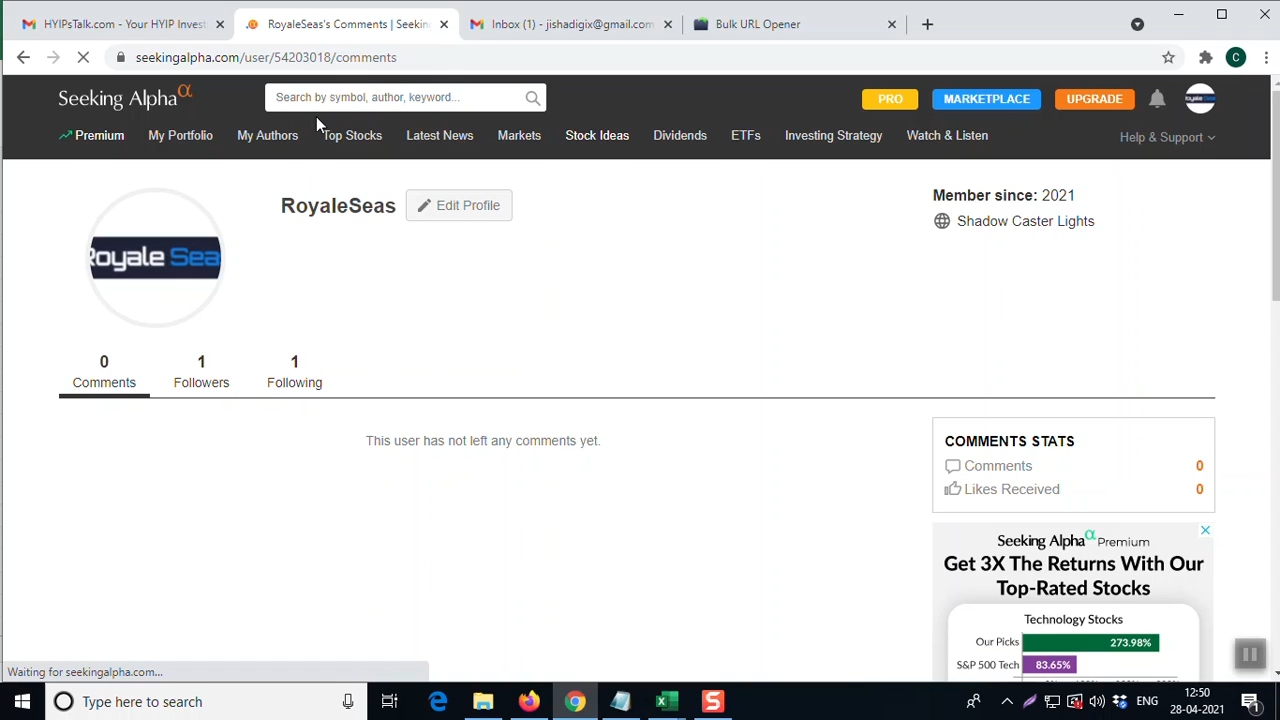 HYIPsTalk.com - Your HYIP Invest
RoyaleSeas's Comments | Seekin
Inbox (1) - jishadigix@gmail.com
Bulk URL Opener
seekingalpha.com/user/54203018/comments
C
Seeking Alpha α
Search by symbol, author, keyword...
PRO
MARKETPLACE
UPGRADE
Premium
My Portfolio
My Authors
Top Stocks
Latest News
Markets
Stock Ideas
Dividends
ETFs
Investing Strategy
Watch & Listen
Help & Support
Royale Sea
RoyaleSeas
Edit Profile
Member since: 2021
Shadow Caster Lights
0
Comments
1
Followers
1
Following
This user has not left any comments yet.
COMMENTS STATS
Comments 0
Likes Received 0
Seeking Alpha α Premium
Get 3X The Returns With Our
Top-Rated Stocks
Technology Stocks
Our Picks 273.98%
S&P 500 Tech 83.65%
Waiting for seekingalpha.com...
Type here to search
ENG
12:50
28-04-2021
1